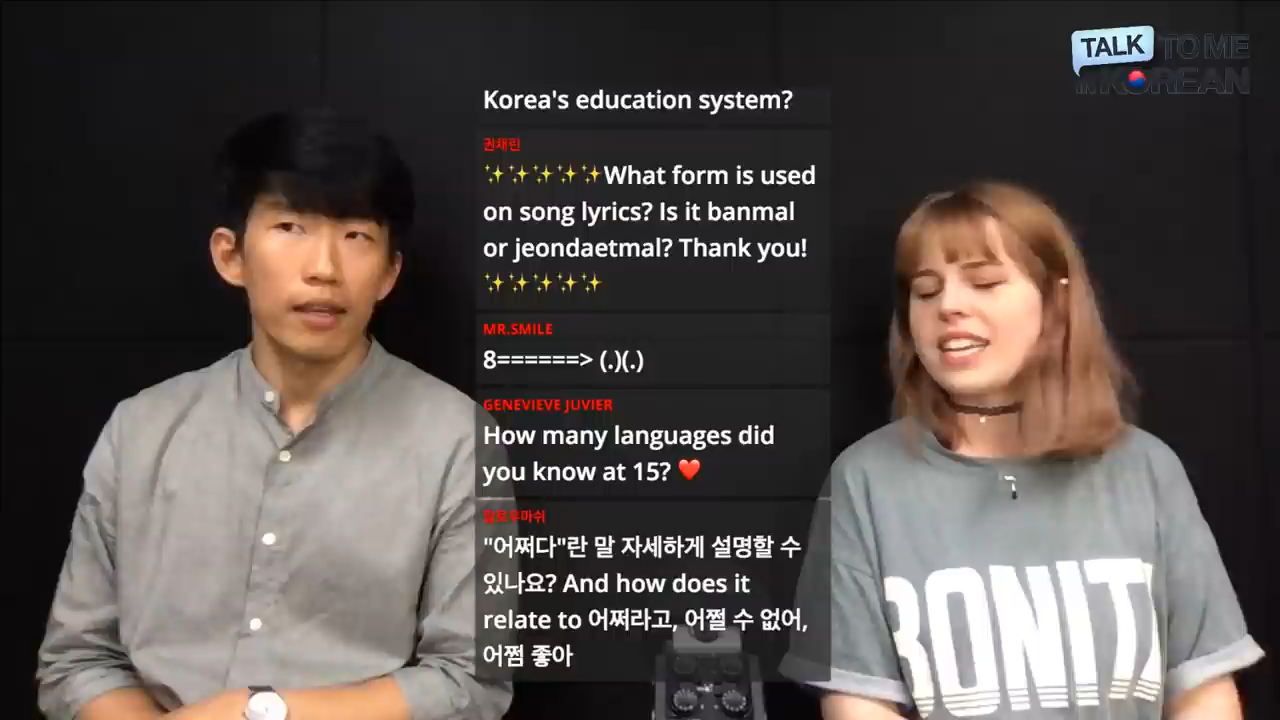 TALK TO ME
in KOREAN
Korea's education system?
권채린
✨✨✨✨✨What form is used
on song lyrics? Is it banmal
or jeondaetmal? Thank you!
✨✨✨✨✨
MR.SMILE
8======> (.)(.)
GENEVIEVE JUVIER
How many languages did
you know at 15? ❤️
"어쩌다"란 말 자세하게 설명할 수
있나요? And how does it
relate to 어쩌라고, 어쩔 수 없어,
어쩜 좋아
BONIT